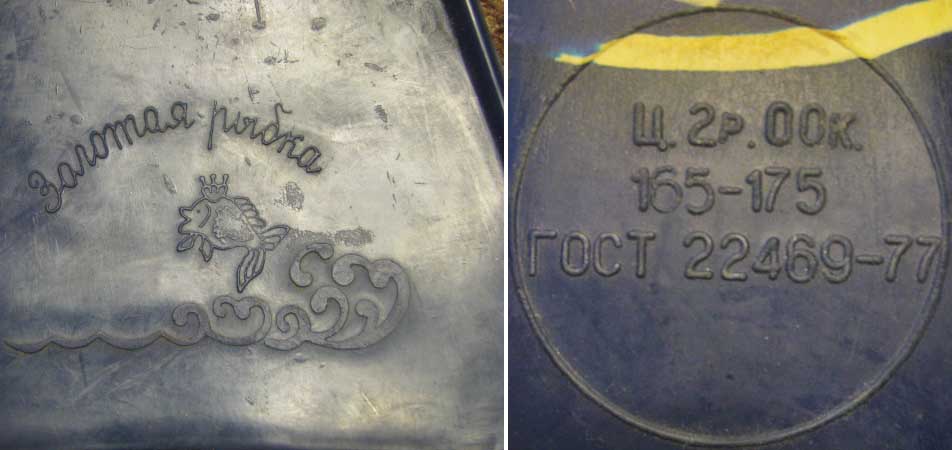 Золотая рыбка
Ц. 2р. 00к.
165-175
ГОСТ 22469-77